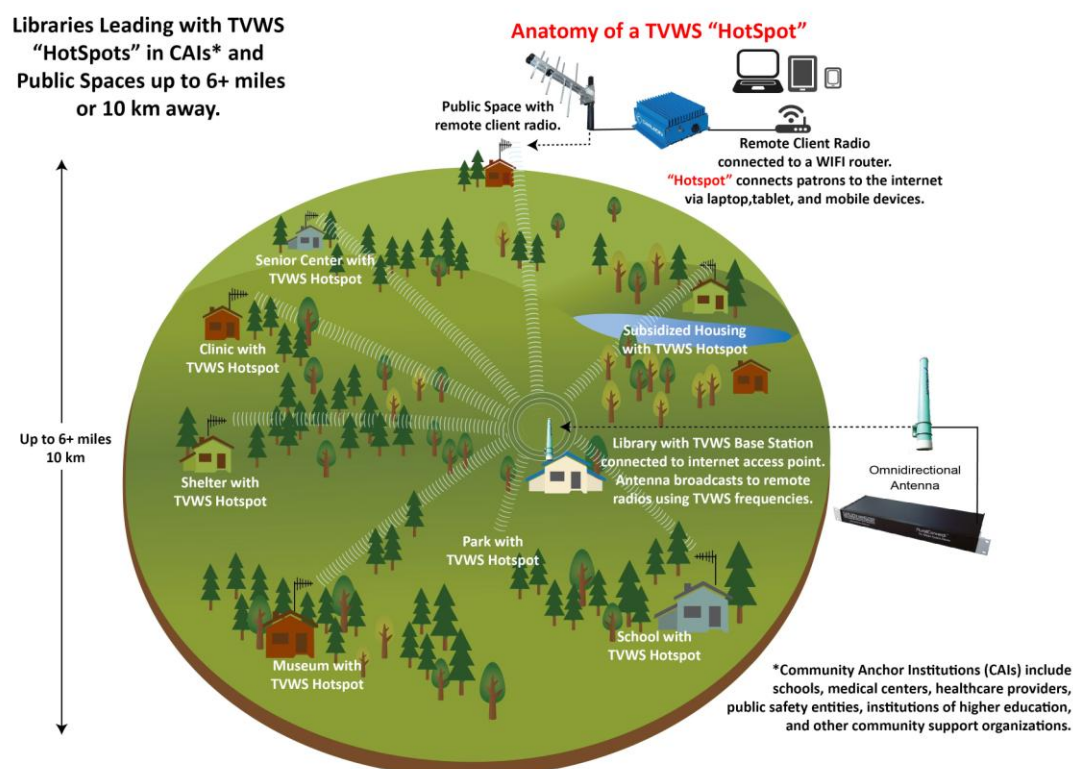 Libraries Leading with TVWS
“HotSpots” in CAIs* and
Public Spaces up to 6+ miles
or 10 km away.
Anatomy of a TVWS “HotSpot”
Public Space with
remote client radio.
Remote Client Radio
connected to a WIFI router.
“Hotspot” connects patrons to the internet
via laptop,tablet, and mobile devices.
Senior Center with
TVWS Hotspot
Clinic with
TVWS Hotspot
Subsidized Housing
with TVWS Hotspot
Up to 6+ miles
10 km
Shelter with
TVWS Hotspot
Library with TVWS Base Station
connected to internet access point.
Antenna broadcasts to remote
radios using TVWS frequencies.
Omnidirectional
Antenna
Park with
TVWS Hotspot
School with
TVWS Hotspot
Museum with
TVWS Hotspot
*Community Anchor Institutions (CAIs) include
schools, medical centers, healthcare providers,
public safety entities, institutions of higher education,
and other community support organizations.